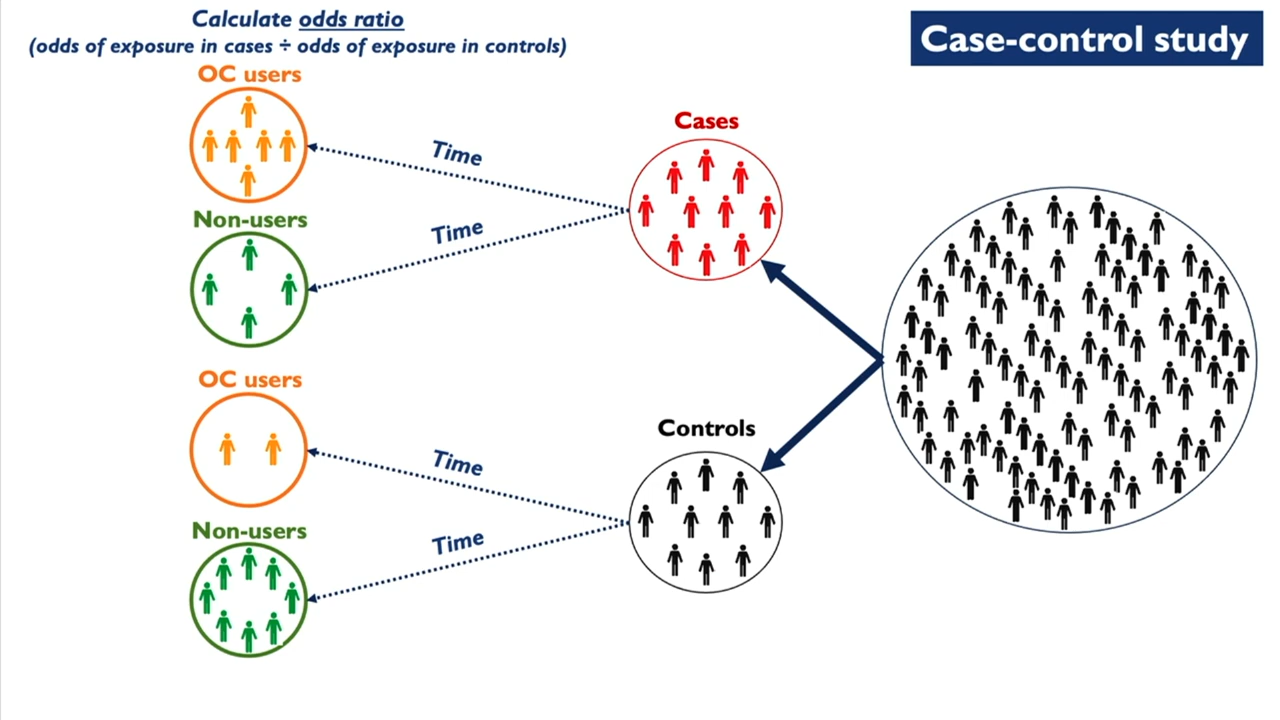 Calculate odds ratio
(odds of exposure in cases ÷ odds of exposure in controls)
Case-control study
OC users
Cases
Time
Non-users
Time
OC users
Controls
Time
Non-users
Time